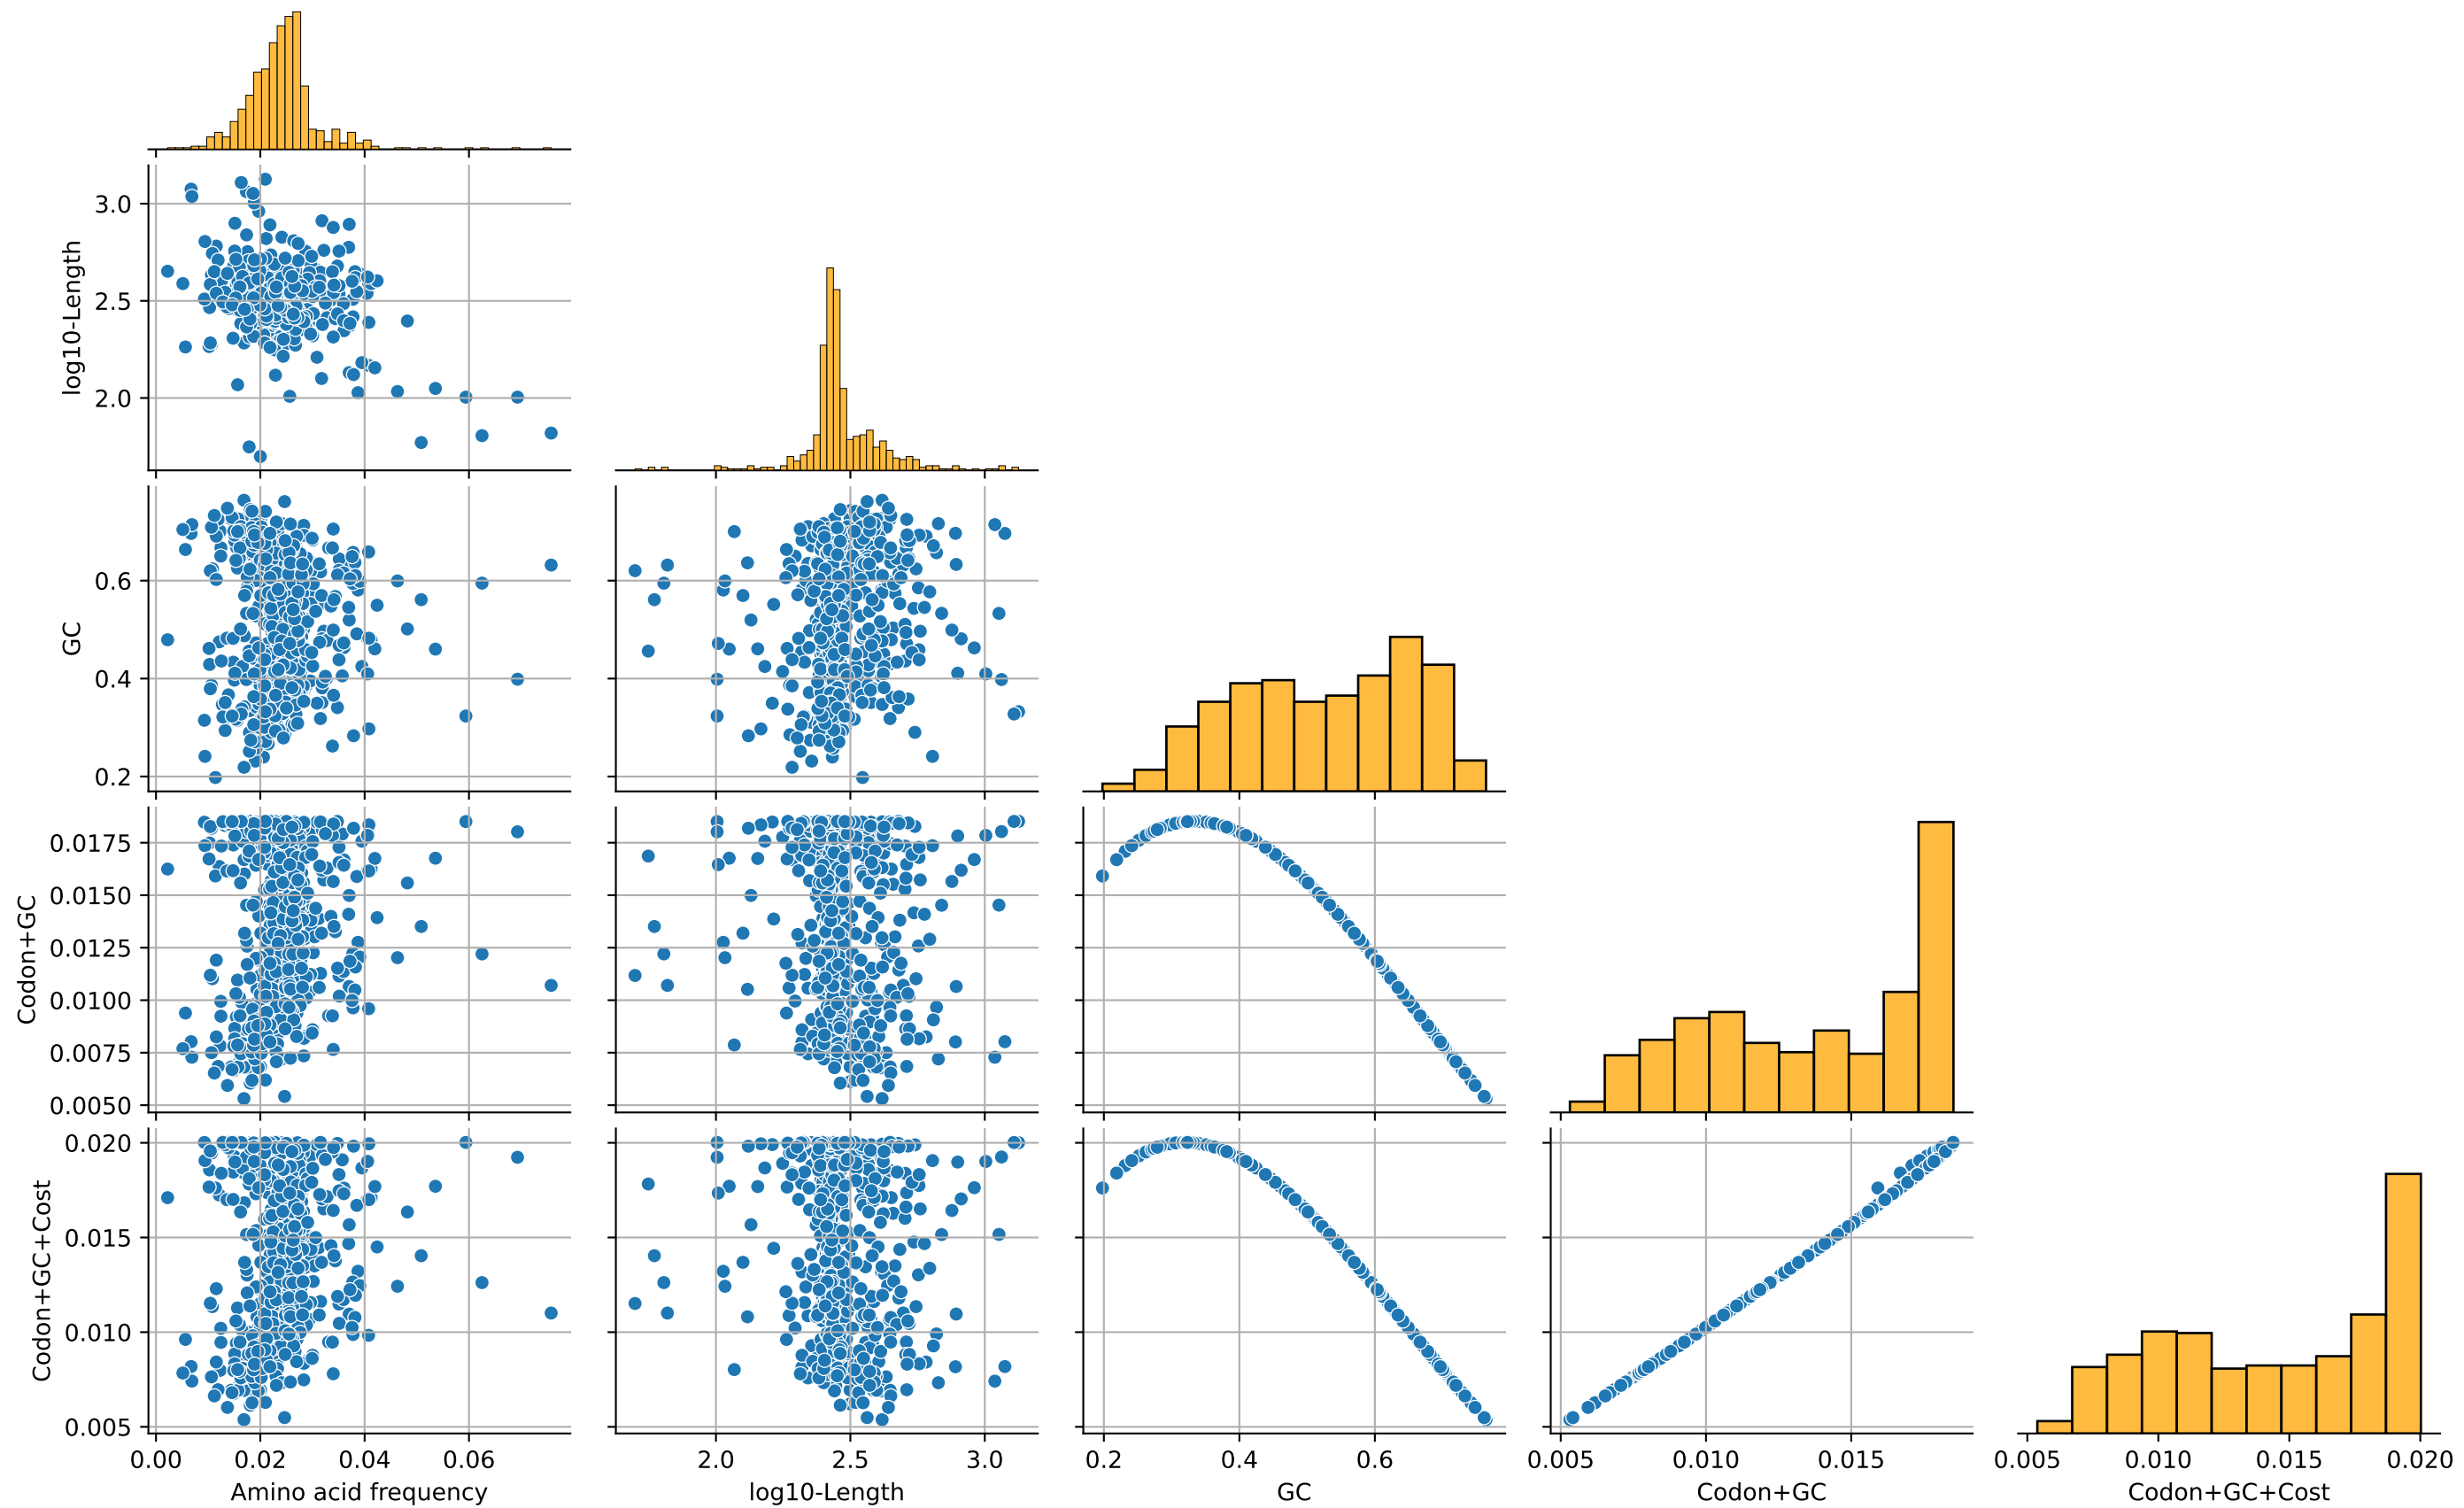 3.0
2.5
2.0
log10-Length
0.6
0.4
0.2
GC
0.0175
0.0150
0.0125
0.0100
0.0075
0.0050
Codon+GC
0.020
0.015
0.010
0.005
Codon+GC+Cost
0.00 0.02 0.04 0.06
Amino acid frequency
2.0 2.5 3.0
log10-Length
0.2 0.4 0.6
GC
0.005 0.010 0.015
Codon+GC
0.005 0.010 0.015 0.020
Codon+GC+Cost